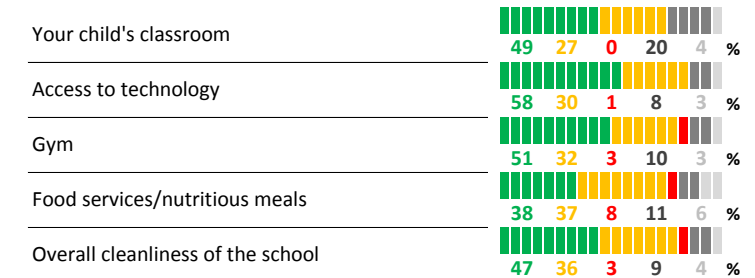 Your child's classroom
49 27 0 20 4 %
Access to technology
58 30 1 8 3 %
Gym
51 32 3 10 3 %
Food services/nutritious meals
38 37 8 11 6 %
Overall cleanliness of the school
47 36 3 9 4 %